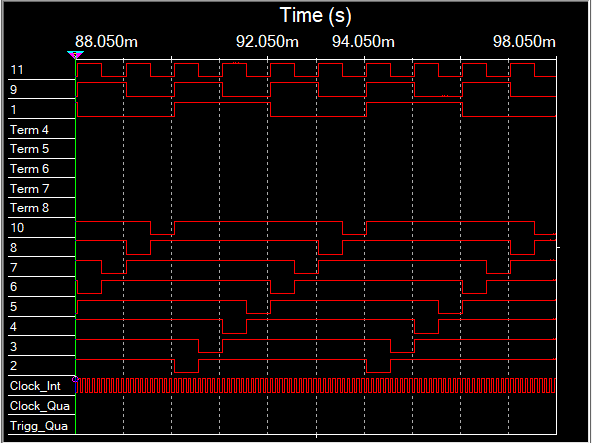 Time (s)
88.050m 92.050m 94.050m 98.050m
11
9
1
Term 4
Term 5
Term 6
Term 7
Term 8
10
8
7
6
5
4
3
2
Clock_Int
Clock_Qua
Trigg_Qua